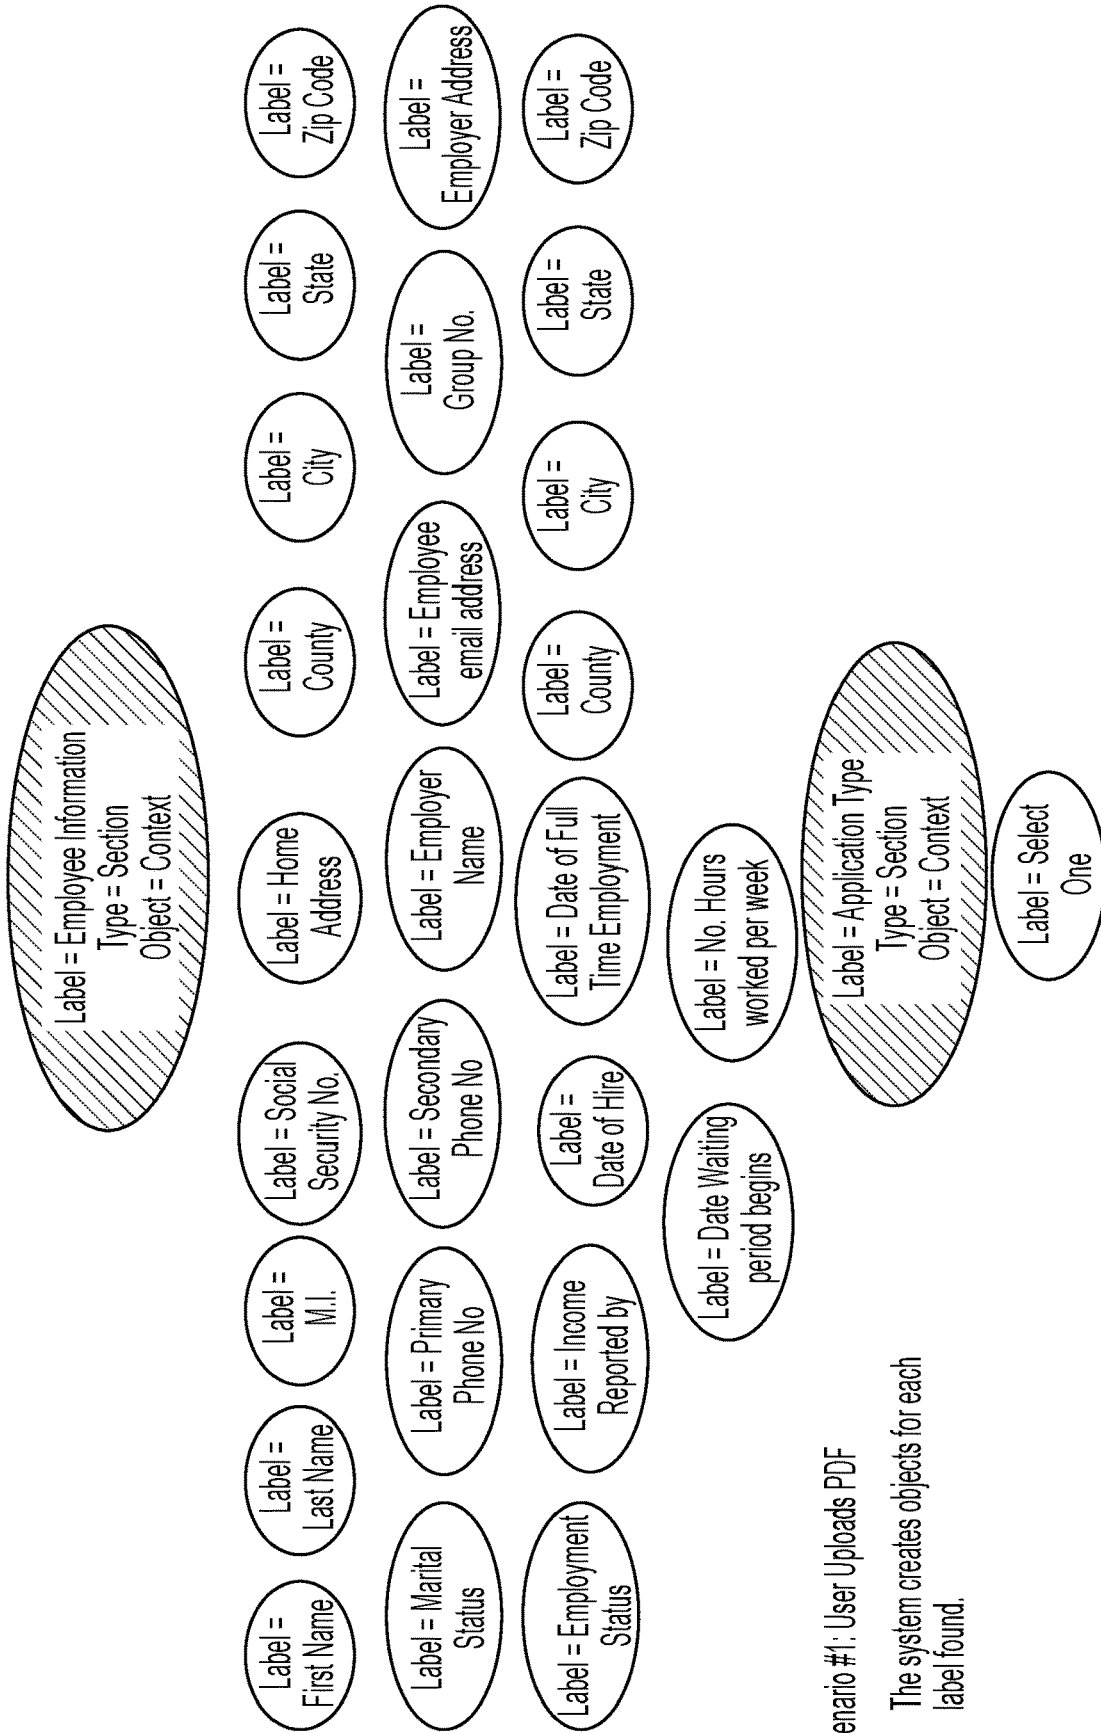 Label = Employee Information
Type = Section
Object = Context
Label =
First Name
Label =
Last Name
Label =
M.I.
Label = Social
Security No.
Label = Home
Address
Label =
County
Label =
City
Label =
State
Label =
Zip Code
Label = Marital
Status
Label = Primary
Phone No
Label = Secondary
Phone No
Label = Employer
Name
Label = Employee
email address
Label =
Group No.
Label =
Employer Address
Label = Employment
Status
Label = Income
Reported by
Label =
Date of Hire
Label = Date of Full
Time Employment
Label =
County
Label =
City
Label =
State
Label =
Zip Code
Label = Date Waiting
period begins
Label = No. Hours
worked per week
Label = Application Type
Type = Section
Object = Context
Label = Select
One
enario #1: User Uploads PDF
The system creates objects for each
label found.